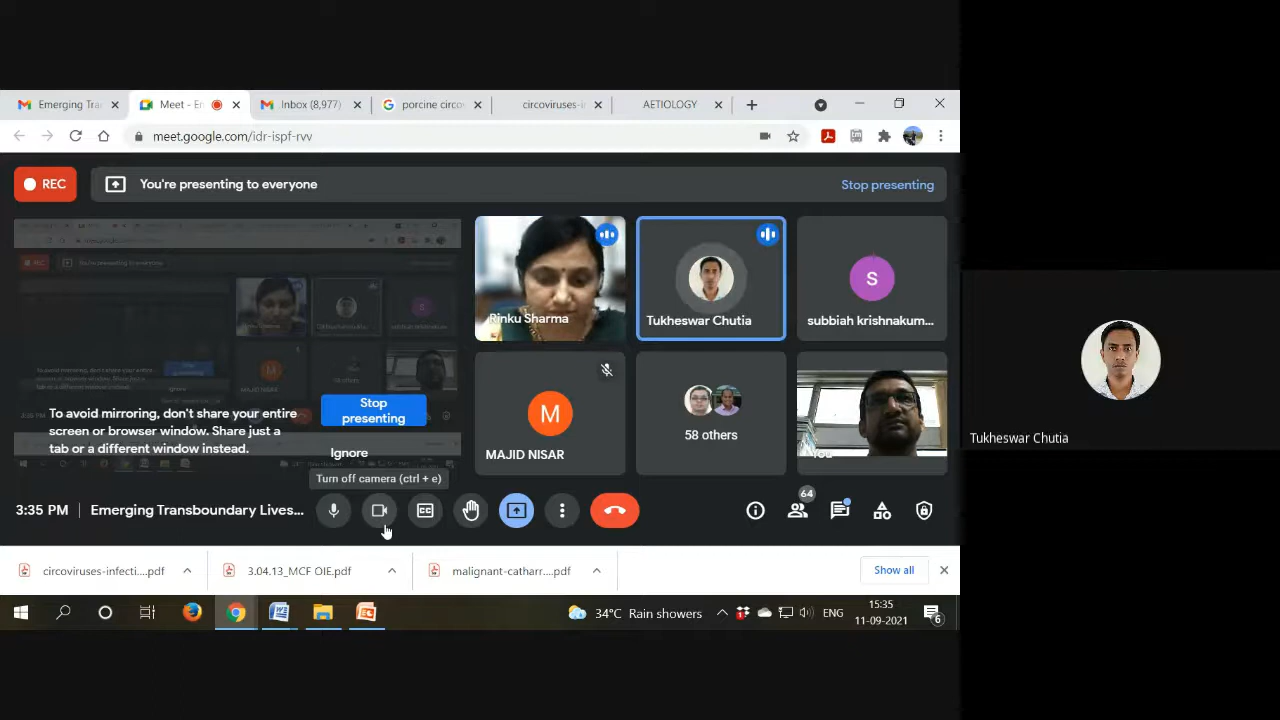 Emerging Tra
Meet - En
Inbox (8,977)
porcine circov
circoviruses-i
AETIOLOGY
meet.google.com/idr-ispf-rvv
REC
You're presenting to everyone
Stop presenting
Rinku Sharma
Tukheswar Chutia
subbiah krishnakum...
To avoid mirroring, don't share your entire
screen or browser window. Share just a
tab or a different window instead.
Stop
presenting
Ignore
M
MAJID NISAR
58 others
You
S
Tukheswar Chutia
Turn off camera (ctrl + e)
3:35 PM
Emerging Transboundary Lives...
64
circoviruses-infecti....pdf
3.04.13_MCF OIE.pdf
malignant-catharr....pdf
Show all
34°C Rain showers
ENG
15:35
11-09-2021
6